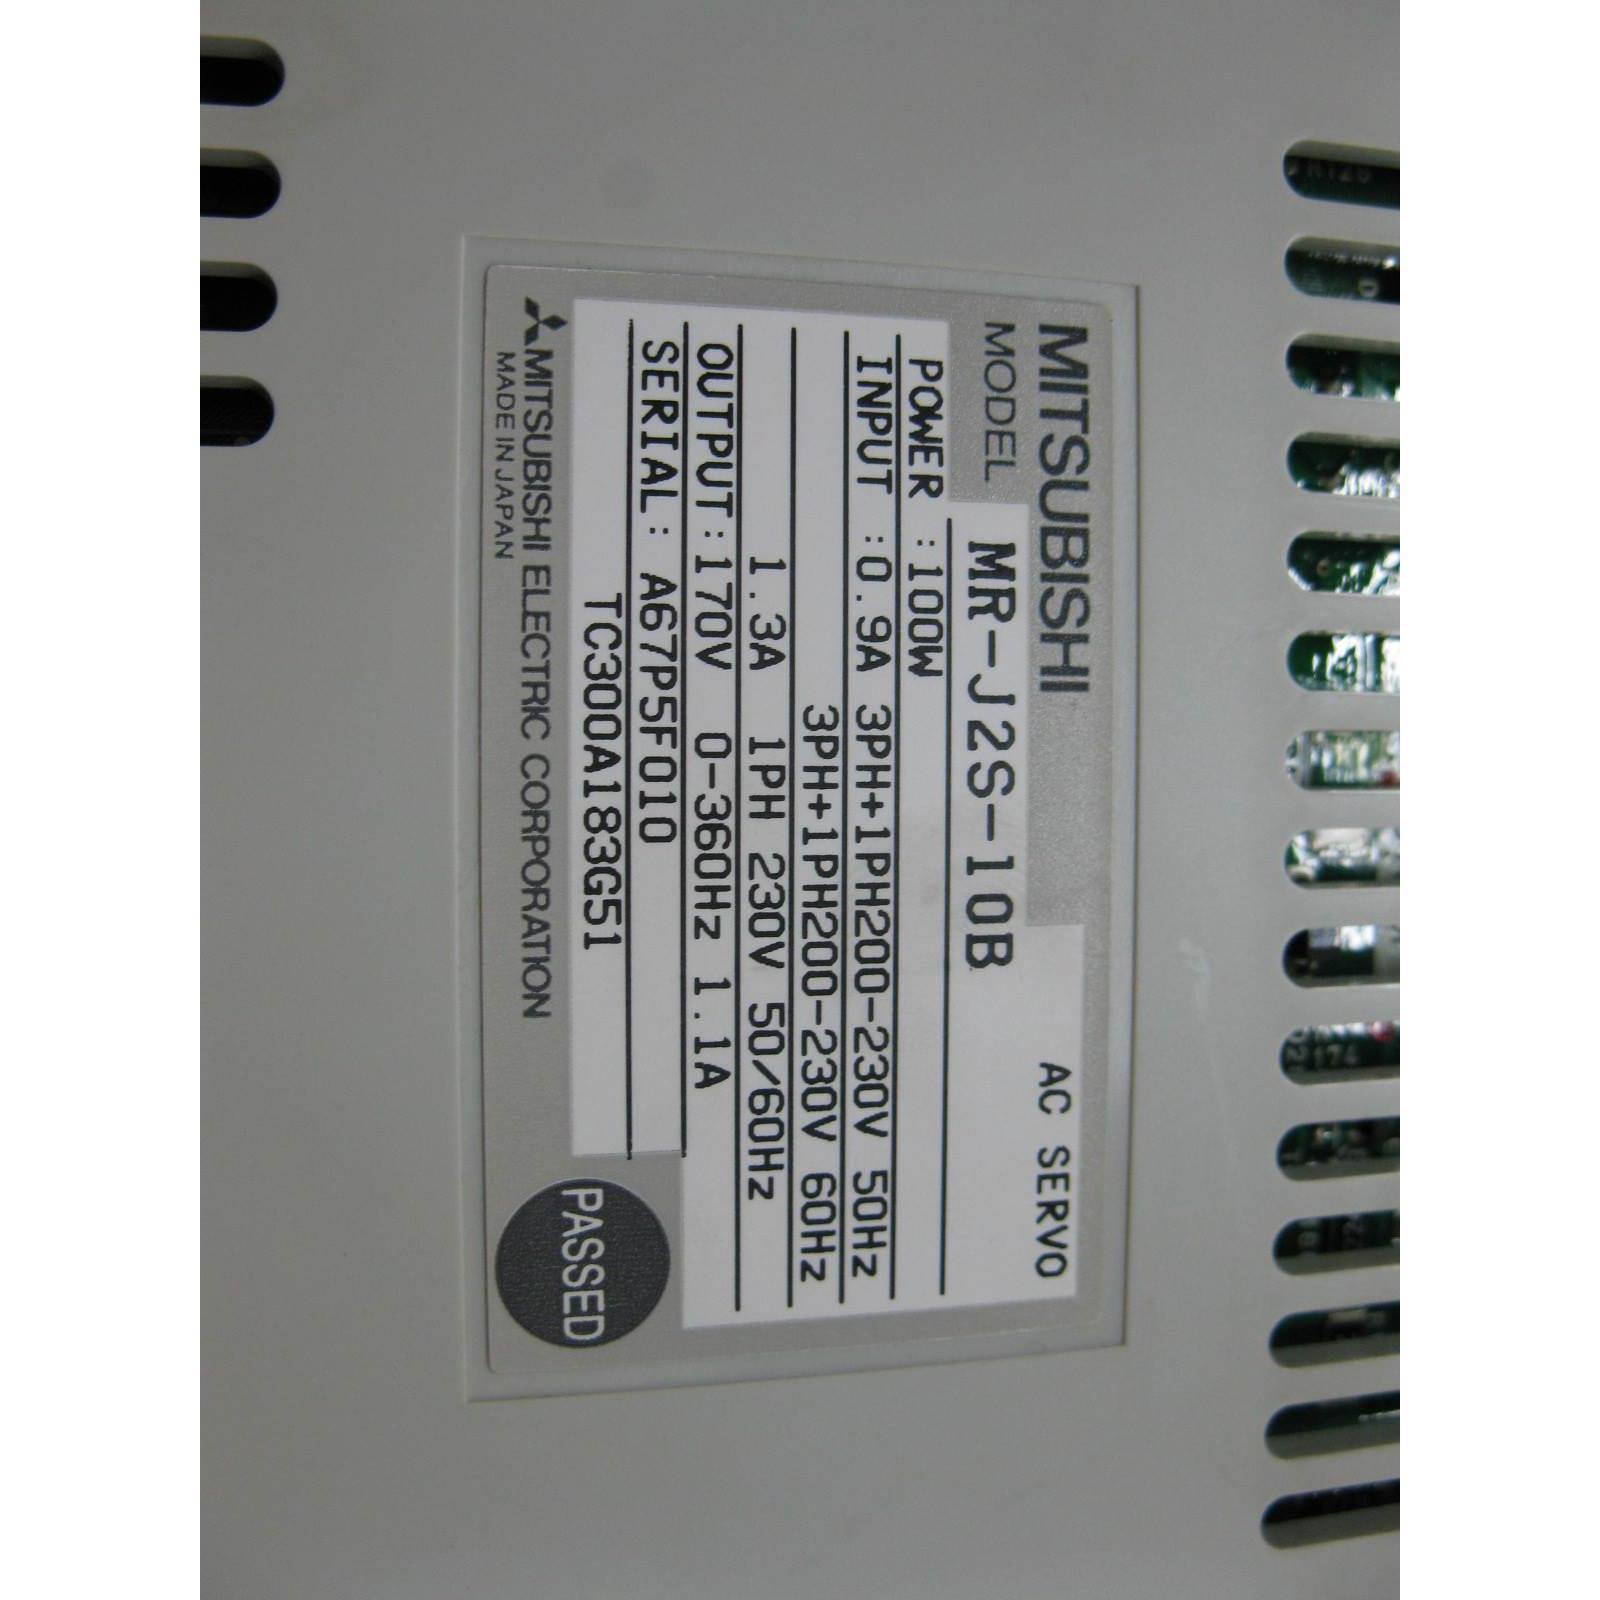 MITSUBISHI AC SERVO
MODEL MR-J2S-10B
POWER :100W
INPUT :0.9A 3PH+1PH200-230V 50Hz
3PH+1PH200-230V 60Hz
1.3A 1PH 230V 50/60Hz
OUTPUT:170V 0-360Hz 1.1A
SERIAL: A67P5F010
TC300A183G51
MITSUBISHI ELECTRIC CORPORATION
MADE IN JAPAN
PASSED